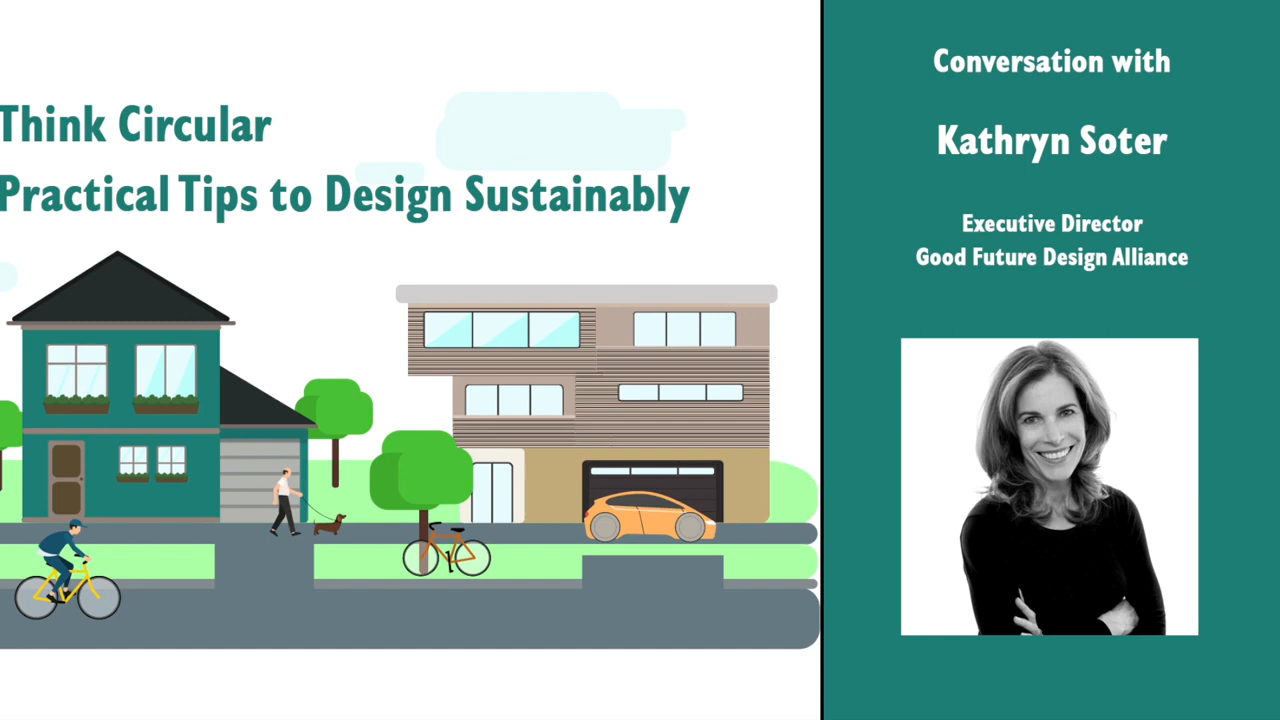 Think Circular
Practical Tips to Design Sustainably
Conversation with
Kathryn Soter
Executive Director
Good Future Design Alliance